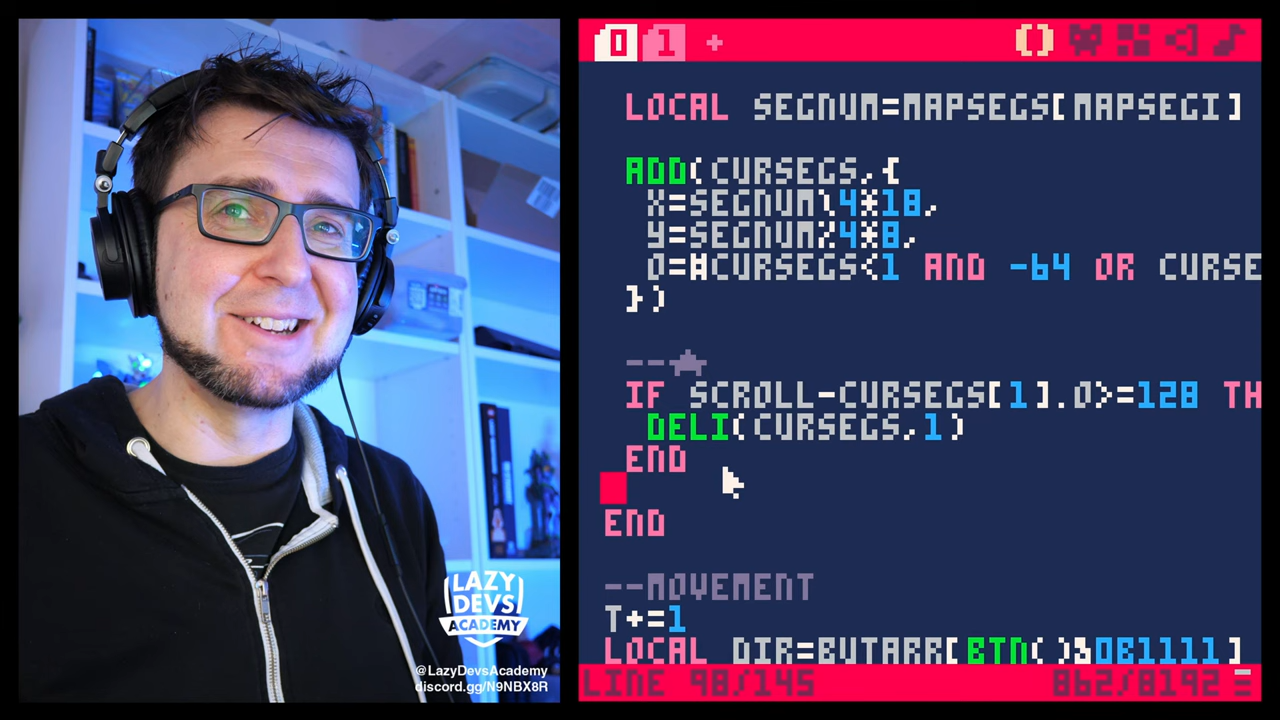 LAZY
DEVS
ACADEMY
@LazyDevsAcademy
discord.gg/N9NBX8R
0 1 +
LOCAL SEGNUM=MAPSEGS[MAPSEGI]
ADD(CURSEGS,{
X=SEGNUM\4*18,
Y=SEGNUM%4*8,
O=#CURSEGS<1 AND -64 OR CURSE
})
--
IF SCROLL-CURSEGS[1].O>=128 TH
DELI(CURSEGS,1)
END
END
--MOVEMENT
T+=1
LOCAL DIR=BUTARR[BTN()&0B1111]
LINE 98/145
862/8192